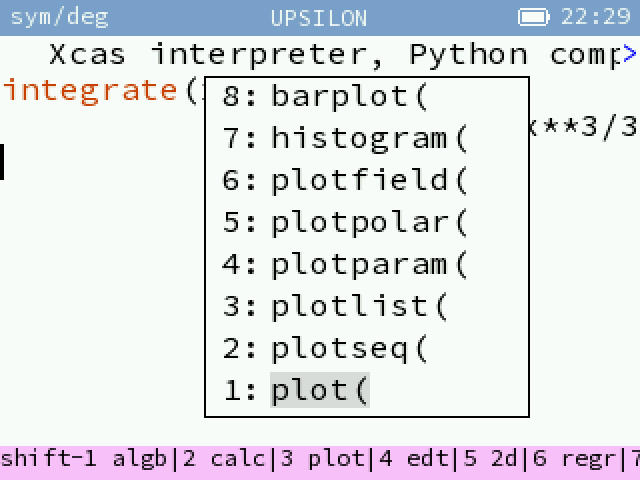 sym/deg UPSILON 22:29
Xcas interpreter, Python comp>
integrate(
8: barplot(
x**3/3
7: histogram(
6: plotfield(
5: plotpolar(
4: plotparam(
3: plotlist(
2: plotseq(
1: plot(
shift-1 algb|2 calc|3 plot|4 edt|5 2d|6 regr|7